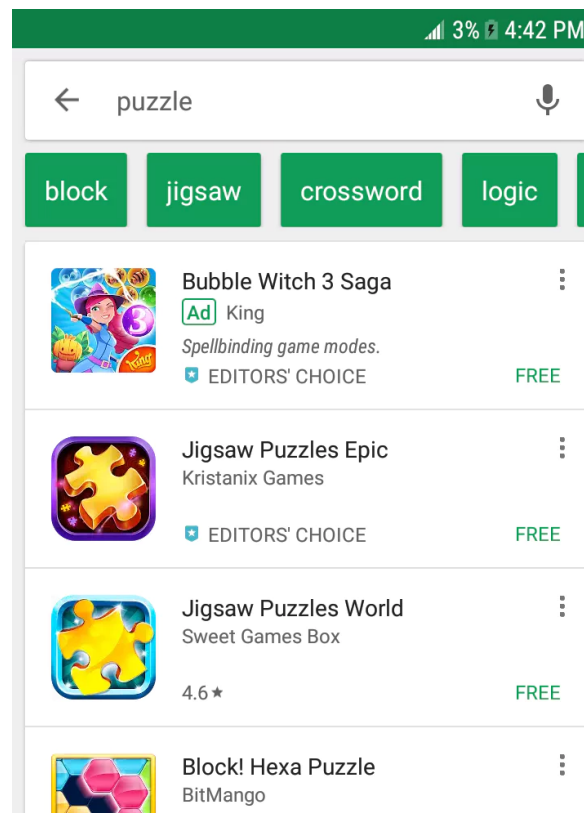 3% 4:42 PM
puzzle
block jigsaw crossword logic
Bubble Witch 3 Saga
Ad King
Spellbinding game modes.
EDITORS' CHOICE FREE
3
King
Jigsaw Puzzles Epic
Kristanix Games
EDITORS' CHOICE FREE
Jigsaw Puzzles World
Sweet Games Box
4.6★ FREE
Block! Hexa Puzzle
BitMango